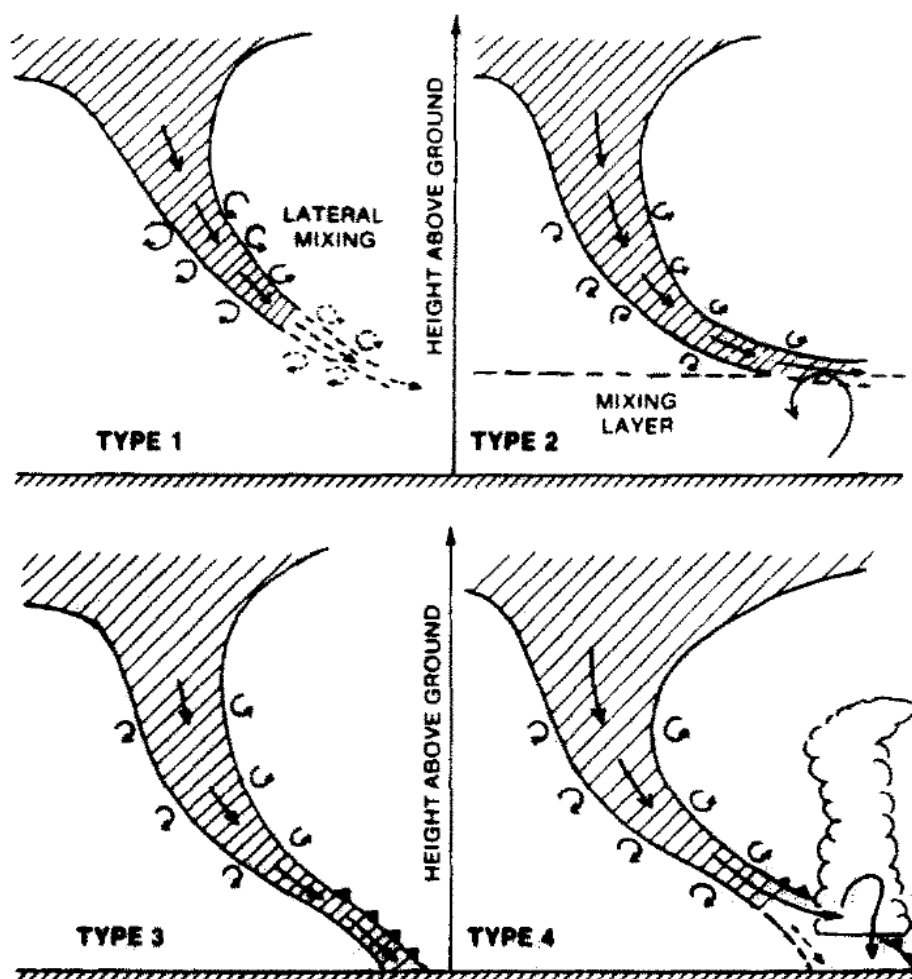 LATERAL
MIXING
TYPE 1
HEIGHT ABOVE GROUND
MIXING
LAYER
TYPE 2
TYPE 3
HEIGHT ABOVE GROUND
TYPE 4